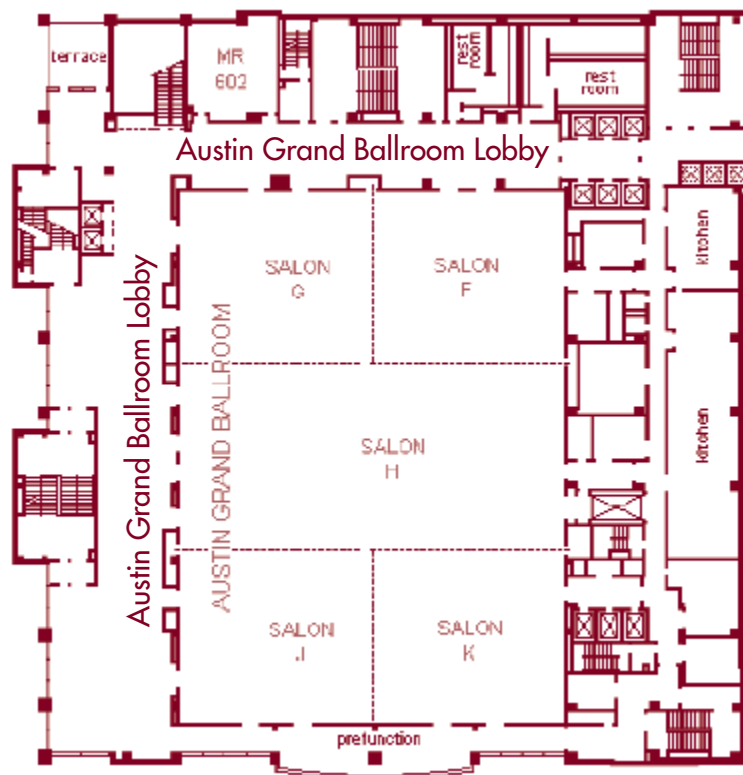 terrace
MR
602
rest
room
rest
room
Austin Grand Ballroom Lobby
kitchen
SALON
G
SALON
F
Austin Grand Ballroom Lobby
AUSTIN GRAND BALLROOM
SALON
H
kitchen
SALON
J
SALON
K
prefunction